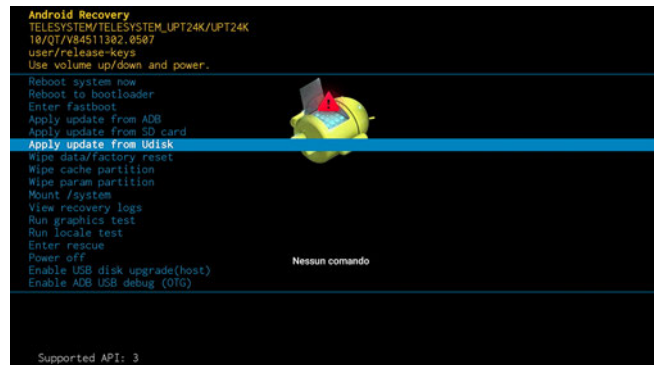 Android Recovery
TELESYSTEM/TELESYSTEM_UPT24K/UPT24K
10/QT/V84511302.0507
user/release-keys
Use volume up/down and power.
Reboot system now
Reboot to bootloader
Enter fastboot
Apply update from ADB
Apply update from SD card
Apply update from Udisk
Wipe data/factory reset
Wipe cache partition
Wipe param partition
Mount /system
View recovery logs
Run graphics test
Run locale test
Enter rescue
Power off
Enable USB disk upgrade(host)
Enable ADB USB debug (OTG)
Nessun comando
Supported API: 3